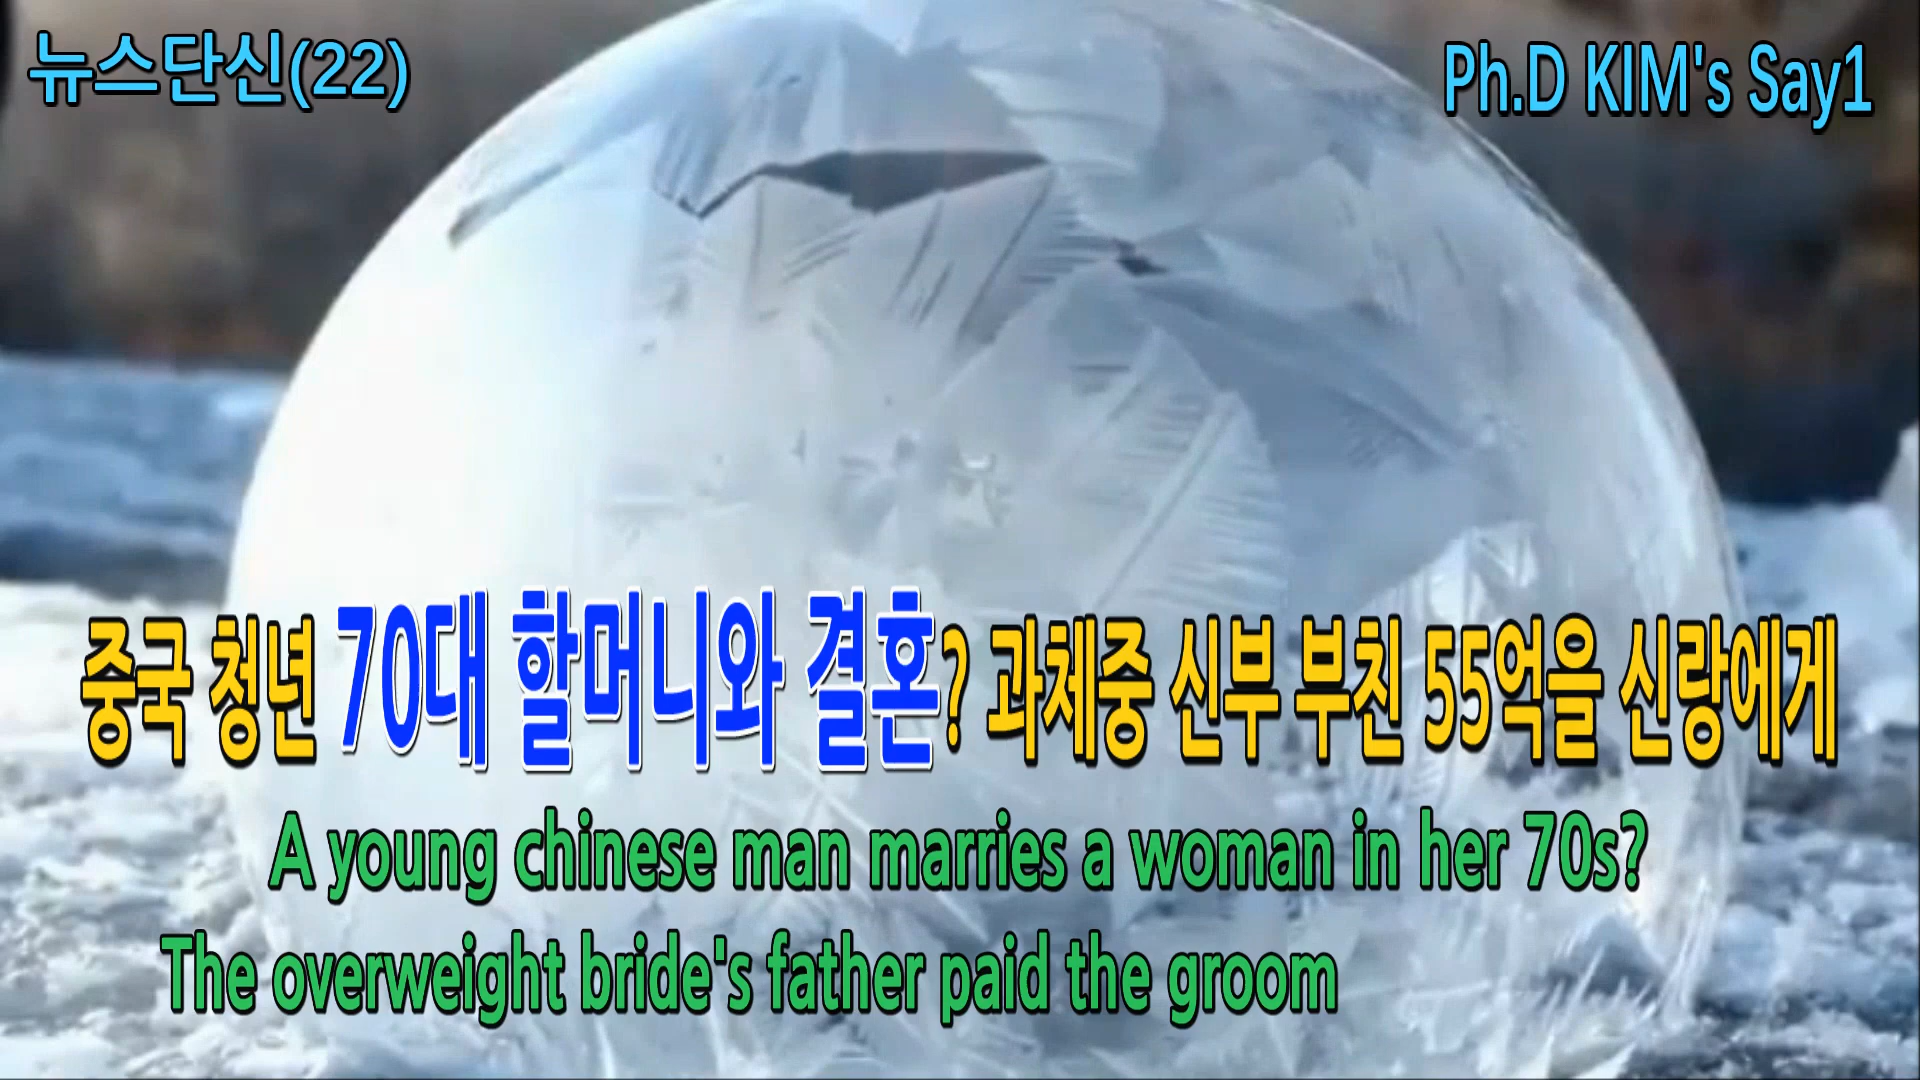 뉴스단신(22)
Ph.D KIM's Say1
중국 청년 70대 할머니와 결혼? 과체중 신부 부친 55억을 신랑에게
A young chinese man marries a woman in her 70s?
The overweight bride's father paid the groom